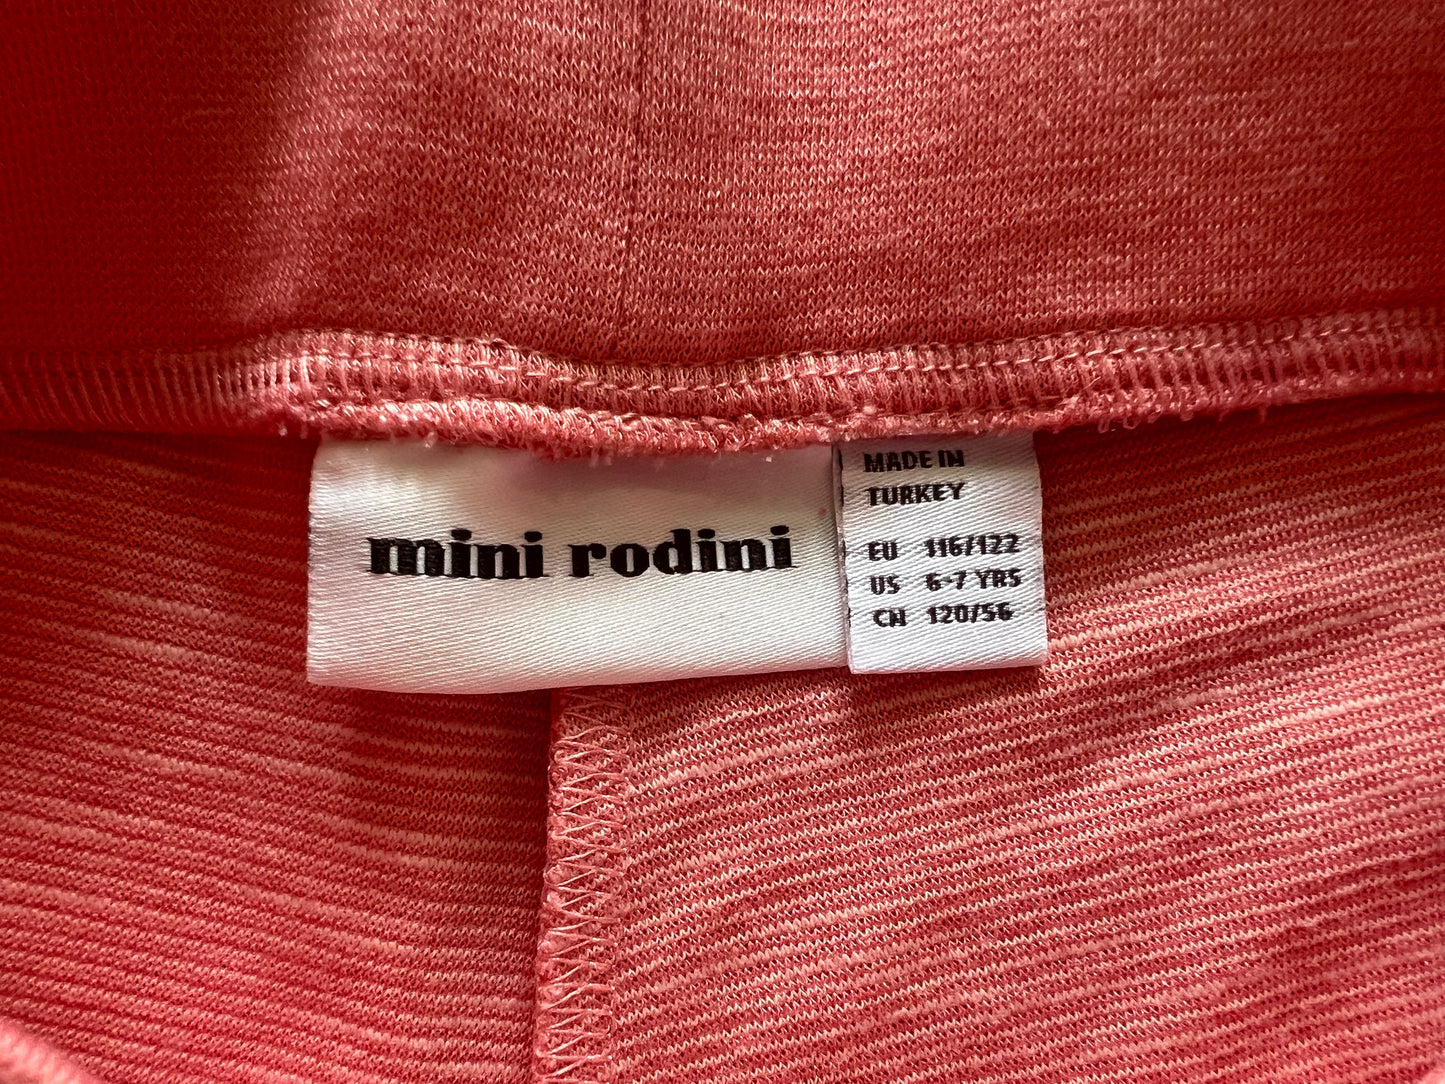 mini rodini
MADE IN
TURKEY
EU 116/122
US 6-7 YRS
CN 120/56